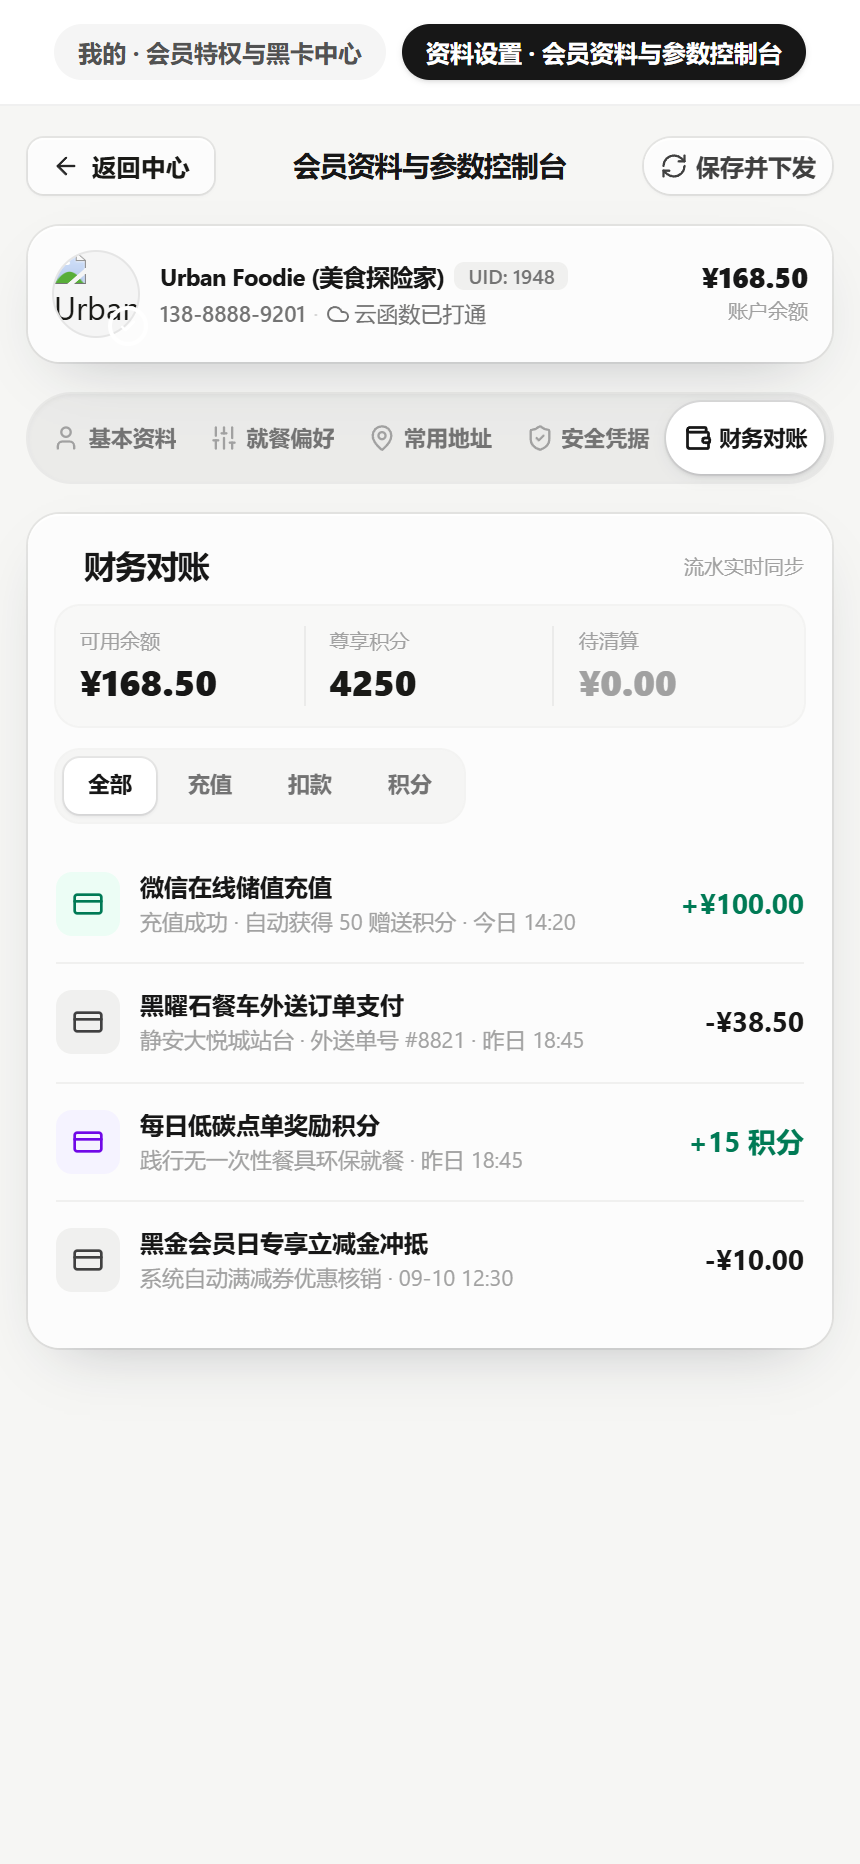 我的 · 会员特权与黑卡中心
资料设置 · 会员资料与参数控制台
返回中心
会员资料与参数控制台
保存并下发
Urban
Urban Foodie (美食探险家)
UID: 1948
¥168.50
138-8888-9201 · 云函数已打通
账户余额
基本资料
就餐偏好
常用地址
安全凭据
财务对账
财务对账
流水实时同步
可用余额
尊享积分
待清算
¥168.50
4250
¥0.00
全部
充值
扣款
积分
微信在线储值充值
充值成功 · 自动获得 50 赠送积分 · 今日 14:20
+¥100.00
黑曜石餐车外送订单支付
静安大悦城站台 · 外送单号 #8821 · 昨日 18:45
-¥38.50
每日低碳点单奖励积分
践行无一次性餐具环保就餐 · 昨日 18:45
+15 积分
黑金会员日专享立减金冲抵
系统自动满减券优惠核销 · 09-10 12:30
-¥10.00